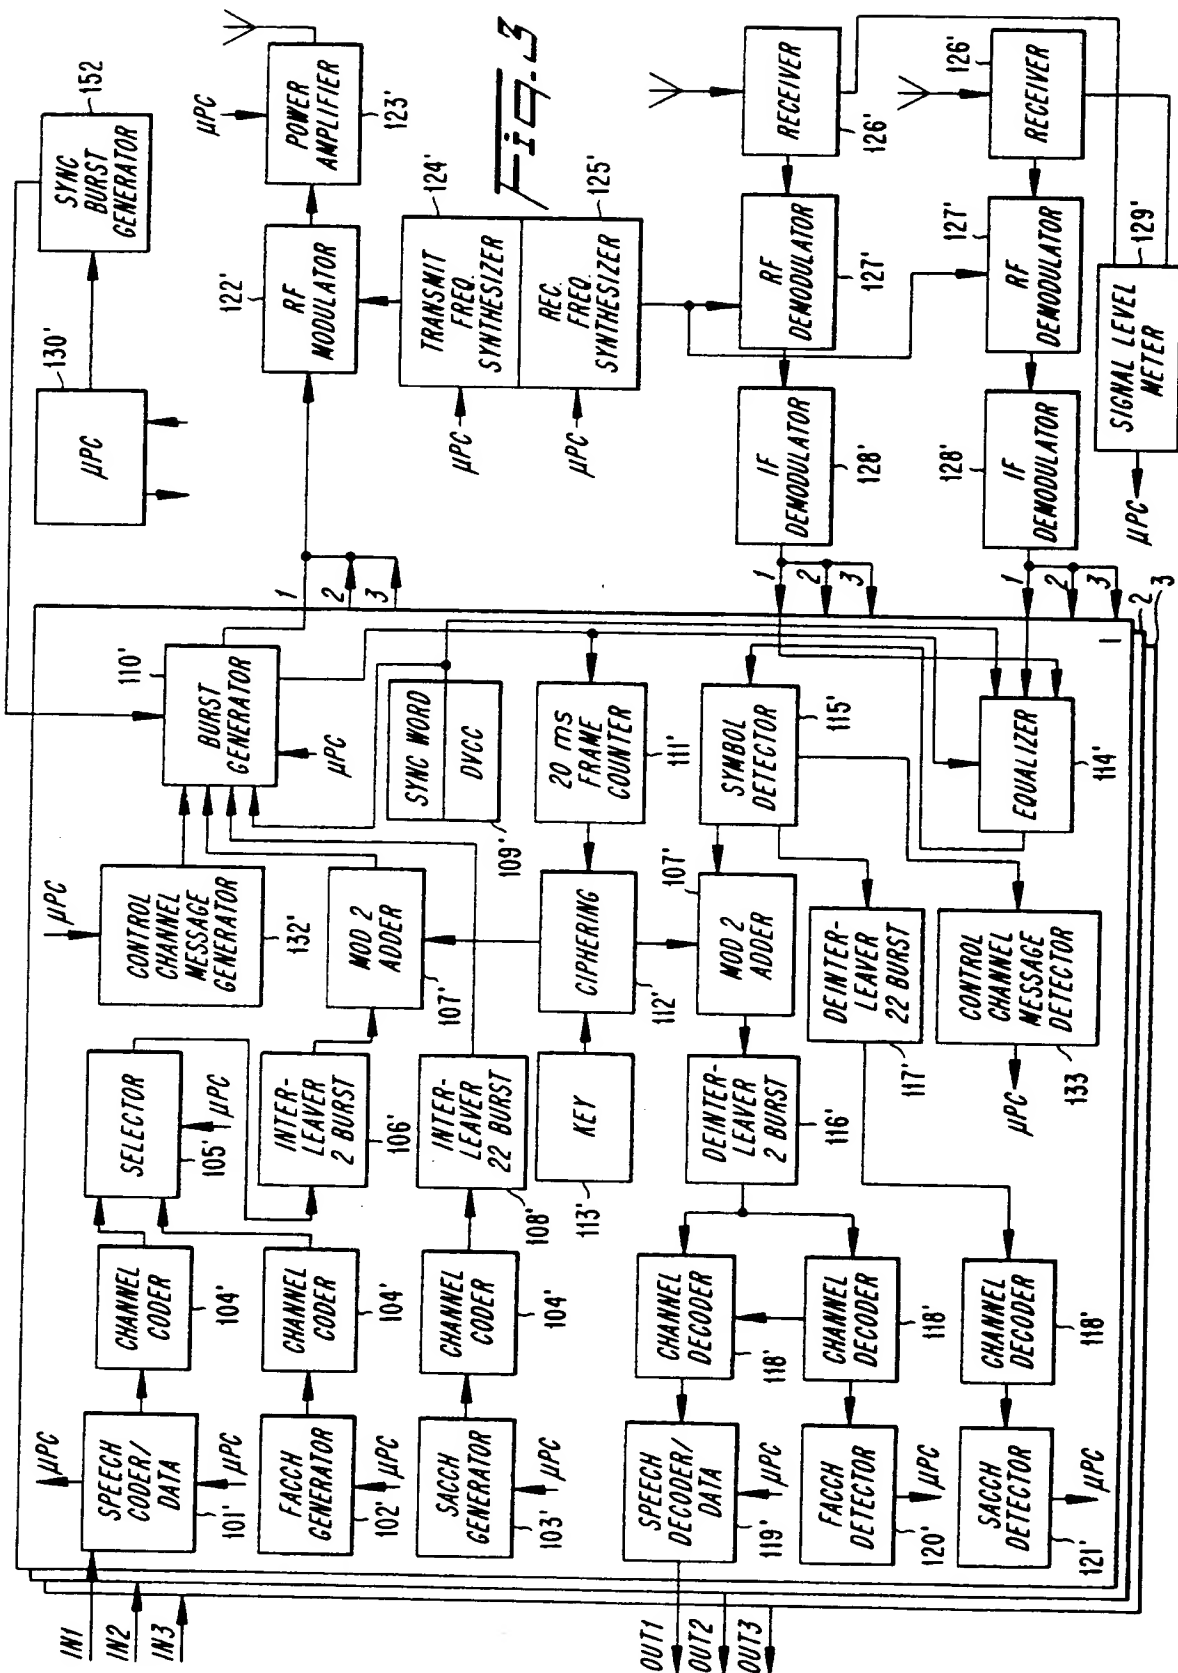 IN1
IN2
IN3
µPC
SPEECH
CODER/
DATA
101'
µPC
CHANNEL
CODER
104'
SELECTOR
105'
µPC
FACCH
GENERATOR
102'
µPC
CHANNEL
CODER
104'
INTER-
LEAVER
2 BURST
106'
MOD 2
ADDER
107'
SACCH
GENERATOR
103'
µPC
CHANNEL
CODER
104'
INTER-
LEAVER
22 BURST
108'
µPC
CONTROL
CHANNEL
MESSAGE
GENERATOR
132'
BURST
GENERATOR
110'
µPC
SYNC WORD
DVCC
109'
KEY
113'
CIPHERING
112'
20 ms
FRAME
COUNTER
111'
OUT1
OUT2
OUT3
SPEECH
DECODER/
DATA
119'
µPC
CHANNEL
DECODER
118'
DEINTER-
LEAVER
2 BURST
116'
MOD 2
ADDER
107'
SYMBOL
DETECTOR
115'
FACCH
DETECTOR
120'
µPC
CHANNEL
DECODER
118'
DEINTER-
LEAVER
22 BURST
117'
SACCH
DETECTOR
121'
µPC
CHANNEL
DECODER
118'
CONTROL
CHANNEL
MESSAGE
DETECTOR
133
µPC
EQUALIZER
114'
1
2
3
1
2
3
1
2
3
1
2
3
130'
µPC
SYNC
BURST
GENERATOR
152
RF
MODULATOR
122'
µPC
POWER
AMPLIFIER
123'
TRANSMIT
FREQ.
SYNTHESIZER
124'
µPC
REC.
FREQ.
SYNTHESIZER
125'
µPC
Fig. 3
IF
DEMODULATOR
128'
RF
DEMODULATOR
127'
RECEIVER
126'
IF
DEMODULATOR
128'
RF
DEMODULATOR
127'
RECEIVER
126'
SIGNAL LEVEL
METER
129'
µPC